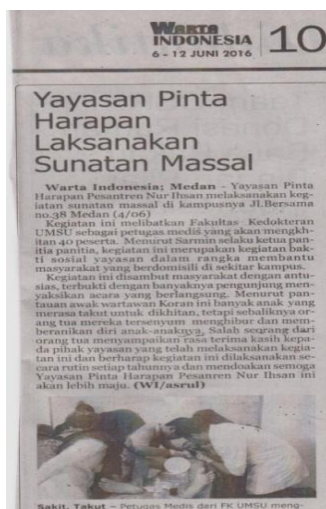 WARTA
INDONESIA
6 - 12 JUNI 2016
10
Yayasan Pinta
Harapan
Laksanakan
Sunatan Massal
Warta Indonesia; Medan - Yayasan Pinta
Harapan Pesantren Nur Ihsan melaksanakan keg-
iatan sunatan massal di kampusnya Jl.Bersama
no.38 Medan (4/06)
Kegiatan ini melibatkan Fakultas Kedokteran
UMSU sebagai petugas medis yang akan mengkh-
itan 40 peserta. Menurut Sarmin selaku ketua pan-
itia panitia, kegiatan ini merupakan kegiatan bak-
ti sosial yayasan dalam rangka membantu
masyarakat yang berdomisili di sekitar kampus.
Kegiatan ini disambut masyarakat dengan antu-
sias, terbukti dengan banyaknya pengunjung men-
yaksikan acara yang berlangsung. Menurut pan-
tauan awak wartawan Koran ini banyak anak yang
merasa takut untuk dikhitan, tetapi sebaliknya or-
ang tua mereka tersenyum menghibur dan mem-
beranikan diri anak-anaknya, Salah seorang dari
orang tua menyampaikan rasa terima kasih kepa-
da pihak yayasan yang telah melaksanakan kegia-
tan ini dan berharap kegiatan ini dilaksanakan se-
cara rutin setiap tahunnya dan mendoakan semoga
Yayasan Pinta Harapan Pesanren Nur Ihsan ini
akan lebih maju. (WI/asrul)
Sakit, Takut - Petugas Medis dari FK UMSU meng-